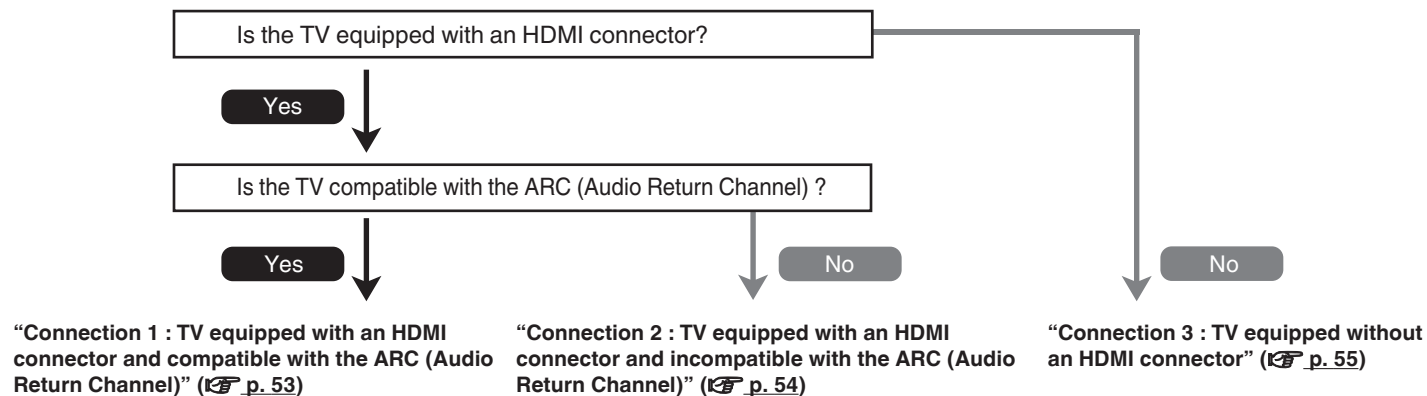 Is the TV equipped with an HDMI connector?
Yes
Is the TV compatible with the ARC (Audio Return Channel) ?
Yes
No
No
“Connection 1 : TV equipped with an HDMI
connector and compatible with the ARC (Audio
Return Channel)” (☞ p. 53)
“Connection 2 : TV equipped with an HDMI
connector and incompatible with the ARC (Audio
Return Channel)” (☞ p. 54)
“Connection 3 : TV equipped without
an HDMI connector” (☞ p. 55)